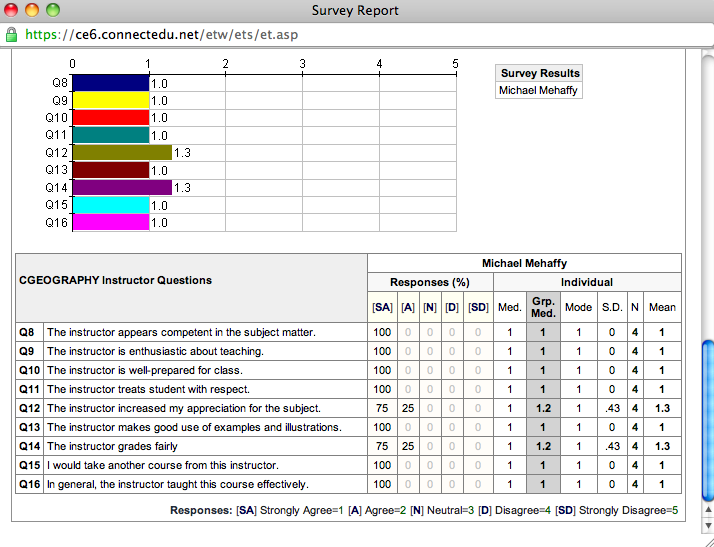 Survey Report
https://ce6.connectedu.net/etw/ets/et.asp
0 1 2 3 4 5
Q8 1.0
Q9 1.0
Q10 1.0
Q11 1.0
Q12 1.3
Q13 1.0
Q14 1.3
Q15 1.0
Q16 1.0
Survey Results
Michael Mehaffy
CGEOGRAPHY Instructor Questions
Michael Mehaffy
Responses (%) Individual
[SA] [A] [N] [D] [SD] Med. Grp. Med. Mode S.D. N Mean
Q8 The instructor appears competent in the subject matter. 100 0 0 0 0 1 1 1 0 4 1
Q9 The instructor is enthusiastic about teaching. 100 0 0 0 0 1 1 1 0 4 1
Q10 The instructor is well-prepared for class. 100 0 0 0 0 1 1 1 0 4 1
Q11 The instructor treats student with respect. 100 0 0 0 0 1 1 1 0 4 1
Q12 The instructor increased my appreciation for the subject. 75 25 0 0 0 1 1.2 1 .43 4 1.3
Q13 The instructor makes good use of examples and illustrations. 100 0 0 0 0 1 1 1 0 4 1
Q14 The instructor grades fairly 75 25 0 0 0 1 1.2 1 .43 4 1.3
Q15 I would take another course from this instructor. 100 0 0 0 0 1 1 1 0 4 1
Q16 In general, the instructor taught this course effectively. 100 0 0 0 0 1 1 1 0 4 1
Responses: [SA] Strongly Agree=1 [A] Agree=2 [N] Neutral=3 [D] Disagree=4 [SD] Strongly Disagree=5